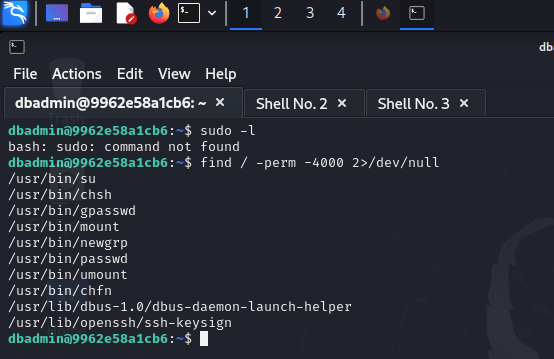 1 2 3 4
File Actions Edit View Help
dbadmin@9962e58a1cb6: ~ × Shell No. 2 × Shell No. 3 ×
dbadmin@9962e58a1cb6:~$ sudo -l
bash: sudo: command not found
dbadmin@9962e58a1cb6:~$ find / -perm -4000 2>/dev/null
/usr/bin/su
/usr/bin/chsh
/usr/bin/gpasswd
/usr/bin/mount
/usr/bin/newgrp
/usr/bin/passwd
/usr/bin/umount
/usr/bin/chfn
/usr/lib/dbus-1.0/dbus-daemon-launch-helper
/usr/lib/openssh/ssh-keysign
dbadmin@9962e58a1cb6:~$